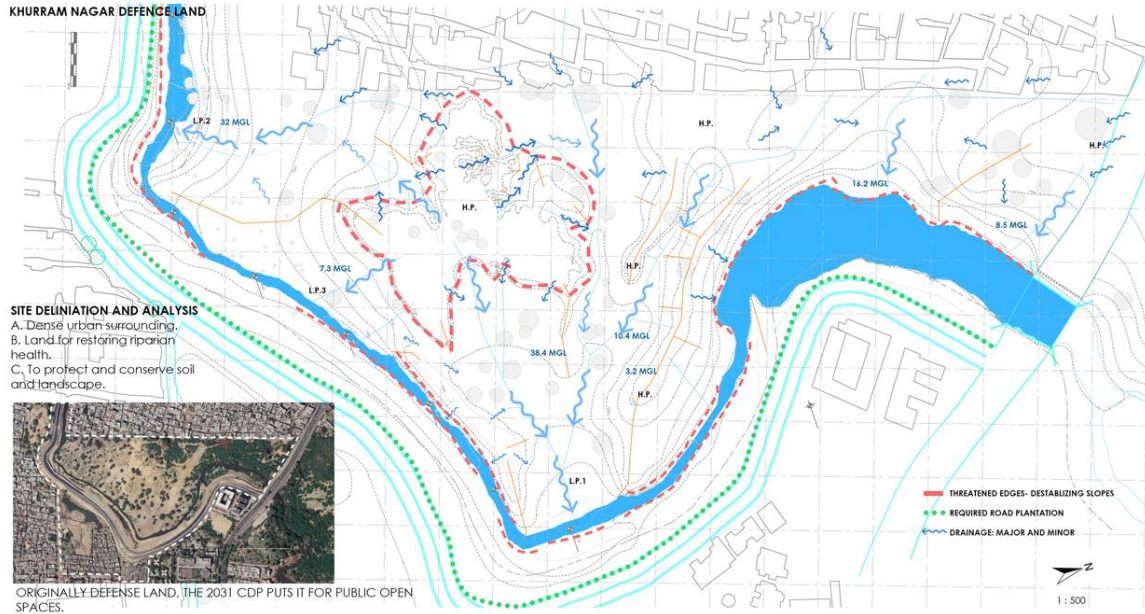 KHURRAM NAGAR DEFENCE LAND
L.P.2
32 MGL
H.P.
H.P.
H.P.
16.2 MGL
8.5 MGL
H.P.
7.3 MGL
L.P.3
10.4 MGL
38.4 MGL
3.2 MGL
H.P.
L.P.1
SITE DELINIATION AND ANALYSIS
A. Dense urban surrounding.
B. Land for restoring riparian
health.
C. To protect and conserve soil
and landscape.
THREATENED EDGES- DESTABLIZING SLOPES
REQUIRED ROAD PLANTATION
DRAINAGE: MAJOR AND MINOR
Z
1 : 500
ORIGINALLY DEFENSE LAND, THE 2031 CDP PUTS IT FOR PUBLIC OPEN
SPACES.